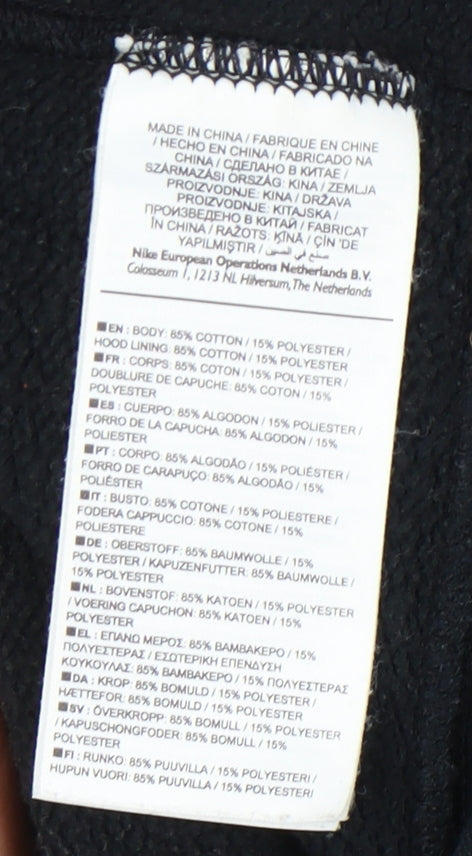 MADE IN CHINA / FABRIQUE EN CHINE
/ HECHO EN CHINA / FABRICADO NA
CHINA / СДЕЛАНО В КИТАЕ /
SZÁRMAZÁSI ORSZÁG: KINA / ZEMLJA
PROIZVODNJE: KINA / DRŽAVA
PROIZVODNJE: KITAJSKA /
ПРОИЗВЕДЕНО В КИТАЙ / FABRICAT
ÎN CHINA / RAŽOTS: ĶĪNĀ / ÇİN 'DE
YAPILMIŞTIR / صنع في الصين
Nike European Operations Netherlands B.V.
Colosseum 1, 1213 NL Hilversum, The Netherlands
EN : BODY: 85% COTTON / 15% POLYESTER /
HOOD LINING: 85% COTTON / 15% POLYESTER
FR : CORPS: 85% COTON / 15% POLYESTER /
DOUBLURE DE CAPUCHE: 85% COTON / 15%
POLYESTER
ES : CUERPO: 85% ALGODON / 15% POLIESTER /
FORRO DE LA CAPUCHA: 85% ALGODON / 15%
POLIESTER
PT : CORPO: 85% ALGODÃO / 15% POLIÉSTER /
FORRO DE CARAPUÇO: 85% ALGODÃO / 15%
POLIÉSTER
IT : BUSTO: 85% COTONE / 15% POLIESTERE /
FODERA CAPPUCCIO: 85% COTONE / 15%
POLIESTERE
DE : OBERSTOFF: 85% BAUMWOLLE / 15%
POLYESTER / KAPUZENFUTTER: 85% BAUMWOLLE /
15% POLYESTER
NL : BOVENSTOF: 85% KATOEN / 15% POLYESTER
/ VOERING CAPUCHON: 85% KATOEN / 15%
POLYESTER
EL : ΕΠΑΝΩ ΜΕΡΟΣ: 85% ΒΑΜΒΑΚΕΡΟ / 15%
ΠΟΛΥΕΣΤΕΡΑΣ / ΕΣΩΤΕΡΙΚΗ ΕΠΕΝΔΥΣΗ
ΚΟΥΚΟΥΛΑΣ: 85% ΒΑΜΒΑΚΕΡΟ / 15% ΠΟΛΥΕΣΤΕΡΑΣ
DA : KROP: 85% BOMULD / 15% POLYESTER /
HÆTTEFOR: 85% BOMULD / 15% POLYESTER
SV : ÖVERKROPP: 85% BOMULL / 15% POLYESTER
/ KAPUSCHONGFODER: 85% BOMULL / 15%
POLYESTER
FI : RUNKO: 85% PUUVILLA / 15% POLYESTERI /
HUPUN VUORI: 85% PUUVILLA / 15% POLYESTERI